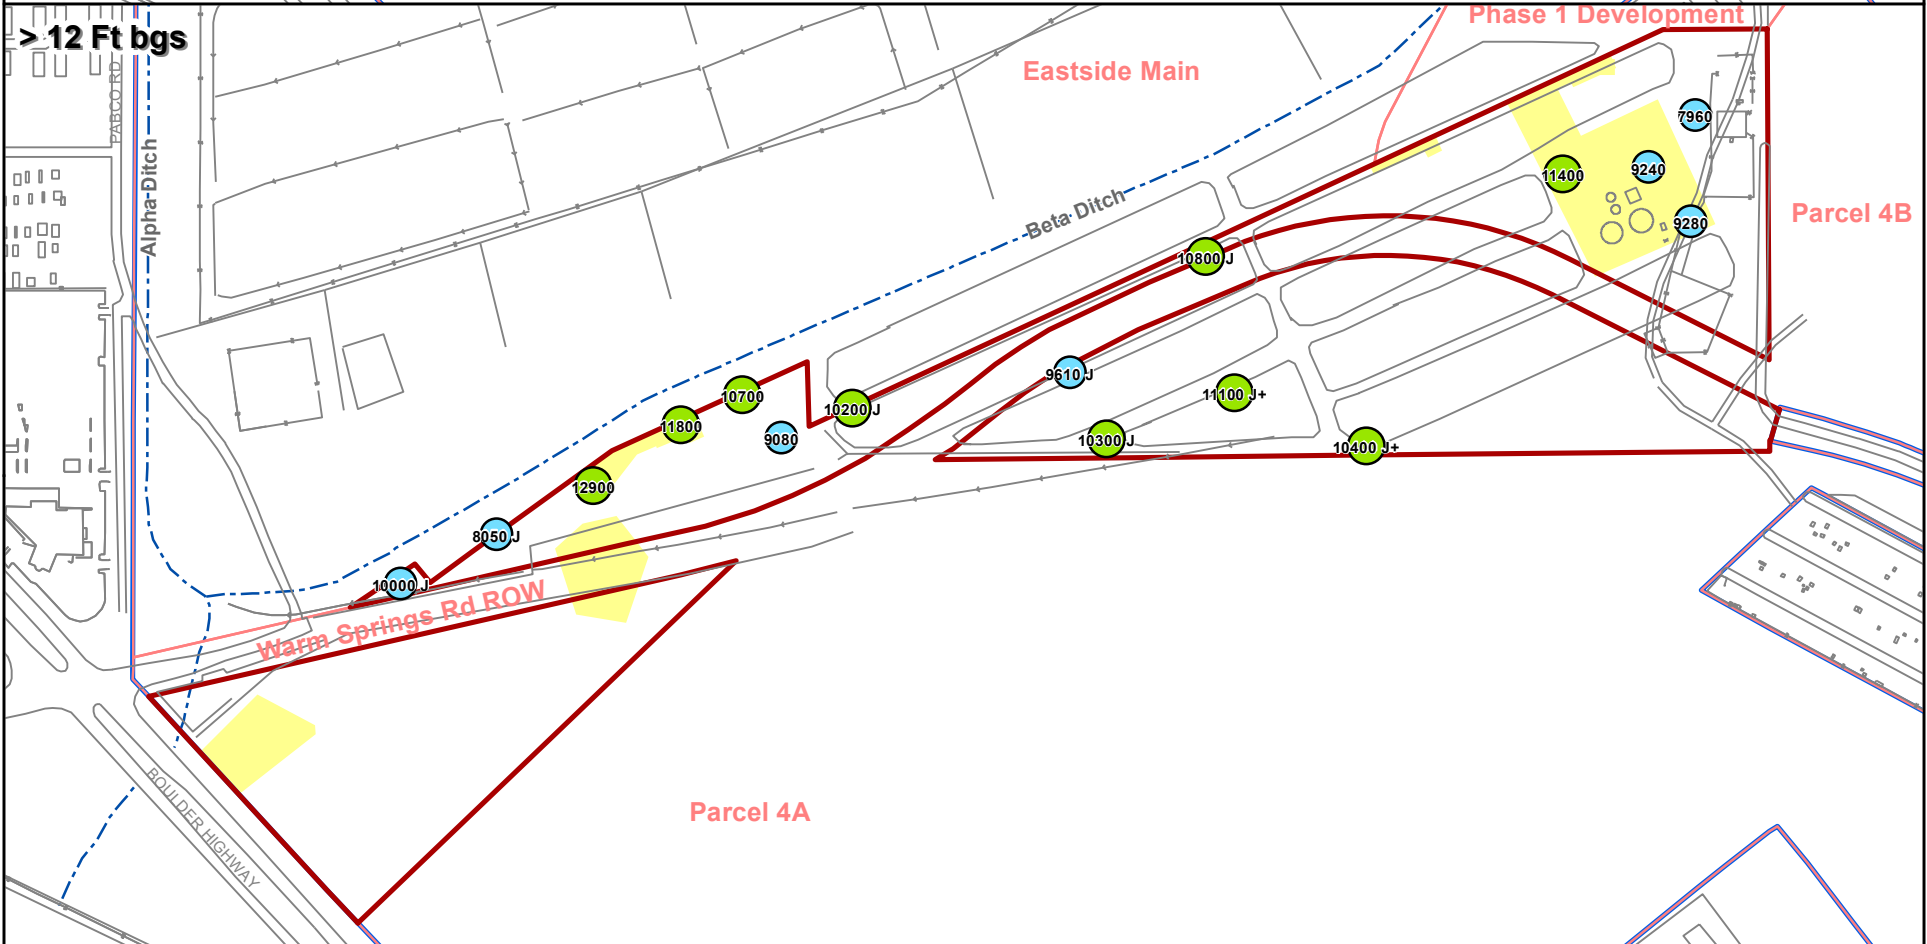 Phase 1 Development
> 12 Ft bgs
Eastside Main
PABCO RD
Alpha Ditch
7960
11400
9240
Beta Ditch
Parcel 4B
9280
10800 J
9610 J
10700
11100 J+
10200 J
11800
9080
10300 J
10400 J+
12900
8050 J
10000 J
Warm Springs Rd ROW
Parcel 4A
BOULDER HIGHWAY